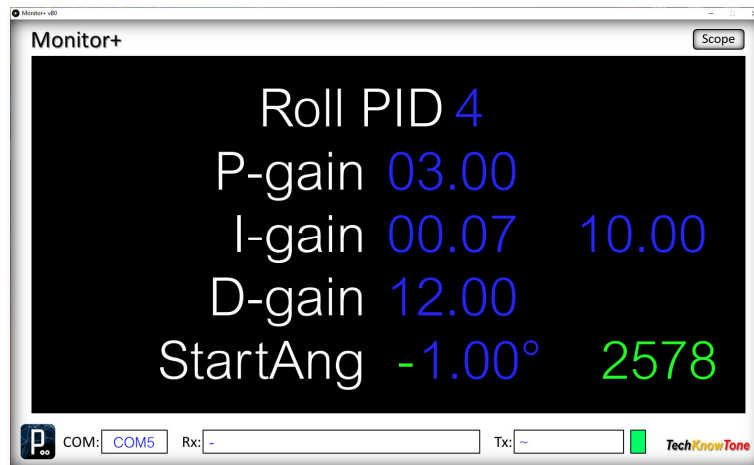 Monitor+ v80
Monitor+
Scope
Roll PID 4
P-gain 03.00
I-gain 00.07 10.00
D-gain 12.00
StartAng -1.00° 2578
P
COM: COM5 Rx: - Tx: ~ TechKnowTone